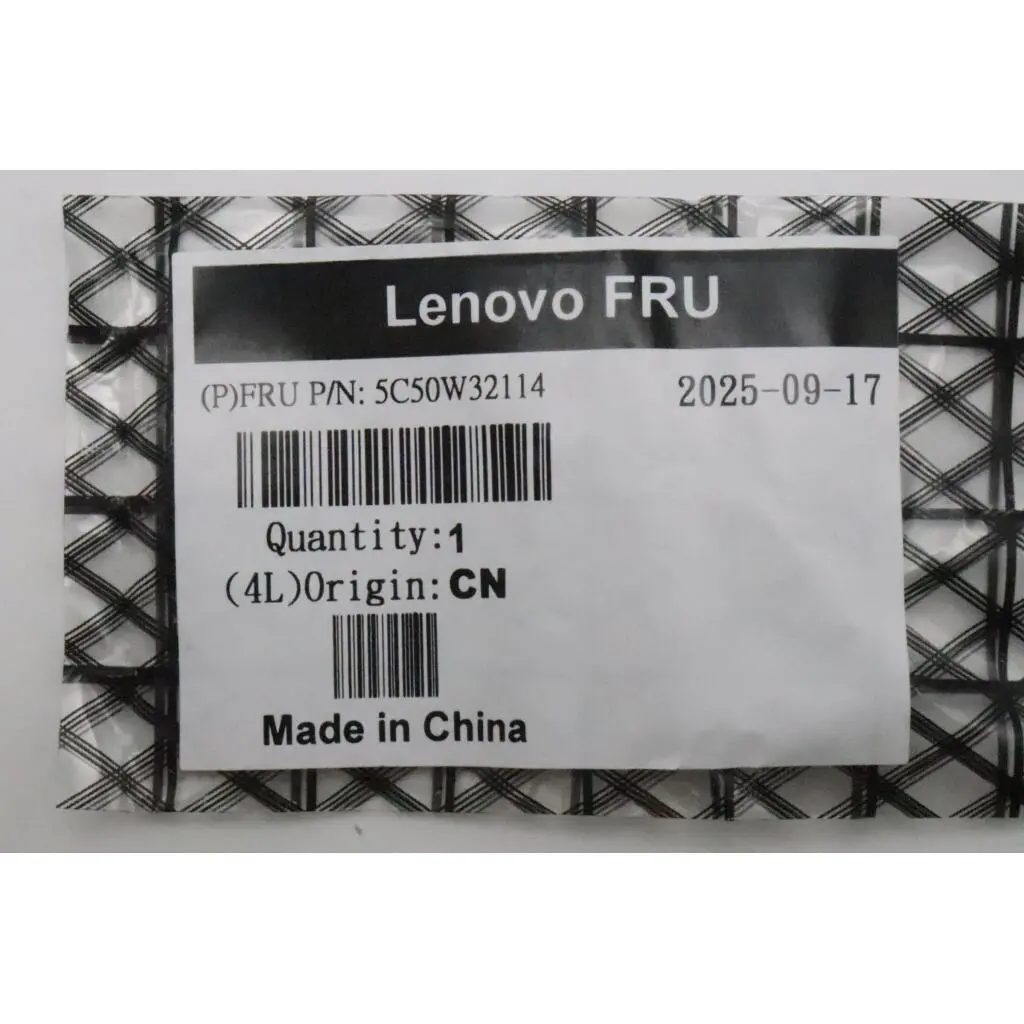 Lenovo FRU
(P)FRU P/N: 5C50W32114 2025-09-17
Quantity:1
(4L)Origin:CN
Made in China